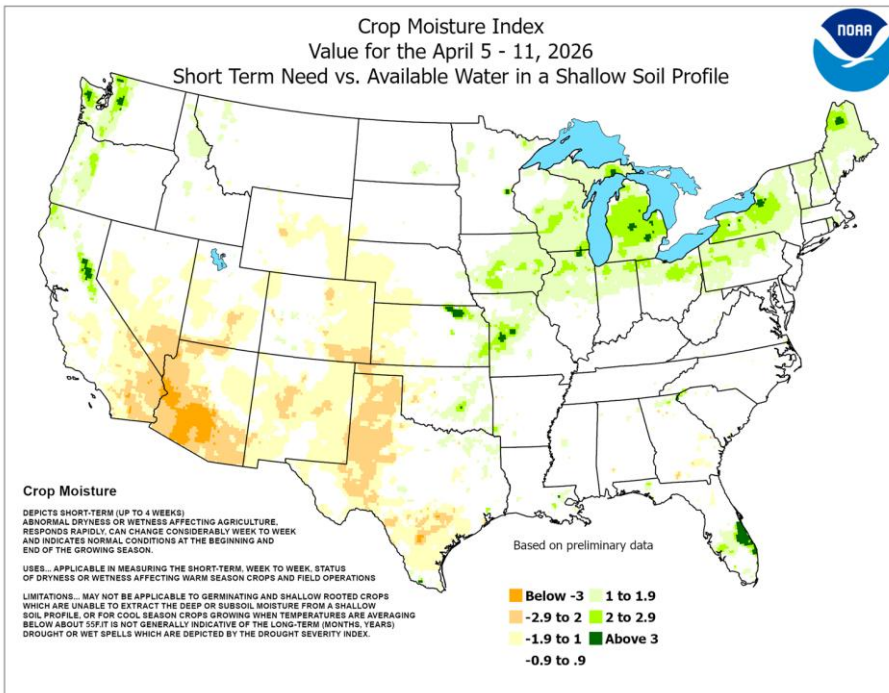 Crop Moisture Index
Value for the April 5 - 11, 2026
Short Term Need vs. Available Water in a Shallow Soil Profile
NOAA
Crop Moisture
DEPICTS SHORT-TERM (UP TO 4 WEEKS)
ABNORMAL DRYNESS OR WETNESS AFFECTING AGRICULTURE,
RESPONDS RAPIDLY, CAN CHANGE CONSIDERABLY WEEK TO WEEK
AND INDICATES NORMAL CONDITIONS AT THE BEGINNING AND
END OF THE GROWING SEASON.
USES... APPLICABLE IN MEASURING THE SHORT-TERM, WEEK TO WEEK, STATUS
OF DRYNESS OR WETNESS AFFECTING WARM SEASON CROPS AND FIELD OPERATIONS
LIMITATIONS... MAY NOT BE APPLICABLE TO GERMINATING AND SHALLOW ROOTED CROPS
WHICH ARE UNABLE TO EXTRACT THE DEEP OR SUBSOIL MOISTURE FROM A SHALLOW
SOIL PROFILE, OR FOR COOL SEASON CROPS GROWING WHEN TEMPERATURES ARE AVERAGING
BELOW ABOUT 55F.IT IS NOT GENERALLY INDICATIVE OF THE LONG-TERM (MONTHS, YEARS)
DROUGHT OR WET SPELLS WHICH ARE DEPICTED BY THE DROUGHT SEVERITY INDEX.
Based on preliminary data
Below -3
-2.9 to 2
-1.9 to 1
-0.9 to .9
1 to 1.9
2 to 2.9
Above 3